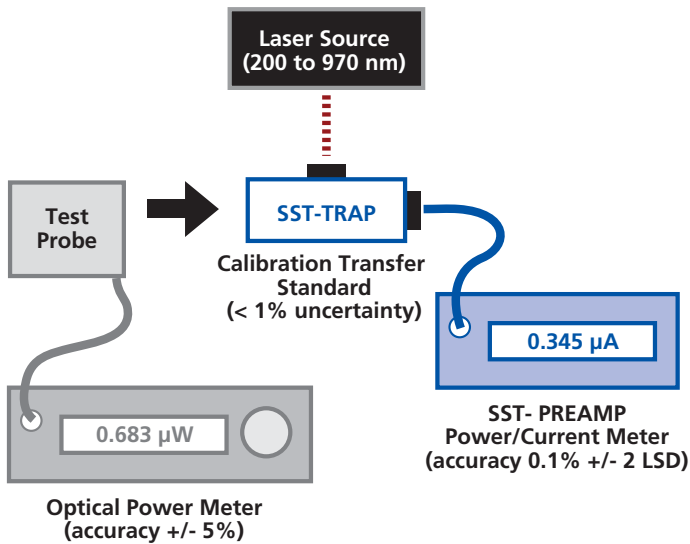 Laser Source
(200 to 970 nm)
Test
Probe
SST-TRAP
Calibration Transfer
Standard
(< 1% uncertainty)
0.345 µA
SST- PREAMP
Power/Current Meter
(accuracy 0.1% +/- 2 LSD)
0.683 µW
Optical Power Meter
(accuracy +/- 5%)